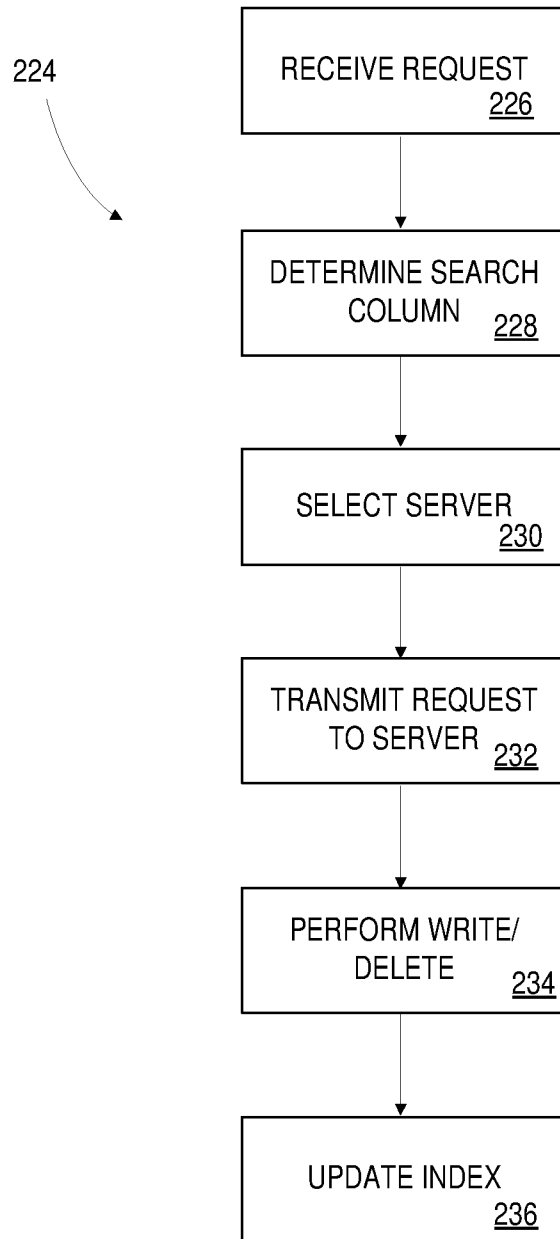 RECEIVE REQUEST
224
226
DETERMINE SEARCH
COLUMN 228
SELECT SERVER
230
TRANSMIT REQUEST
TO SERVER 232
PERFORM WRITE/
DELETE 234
UPDATE INDEX
236